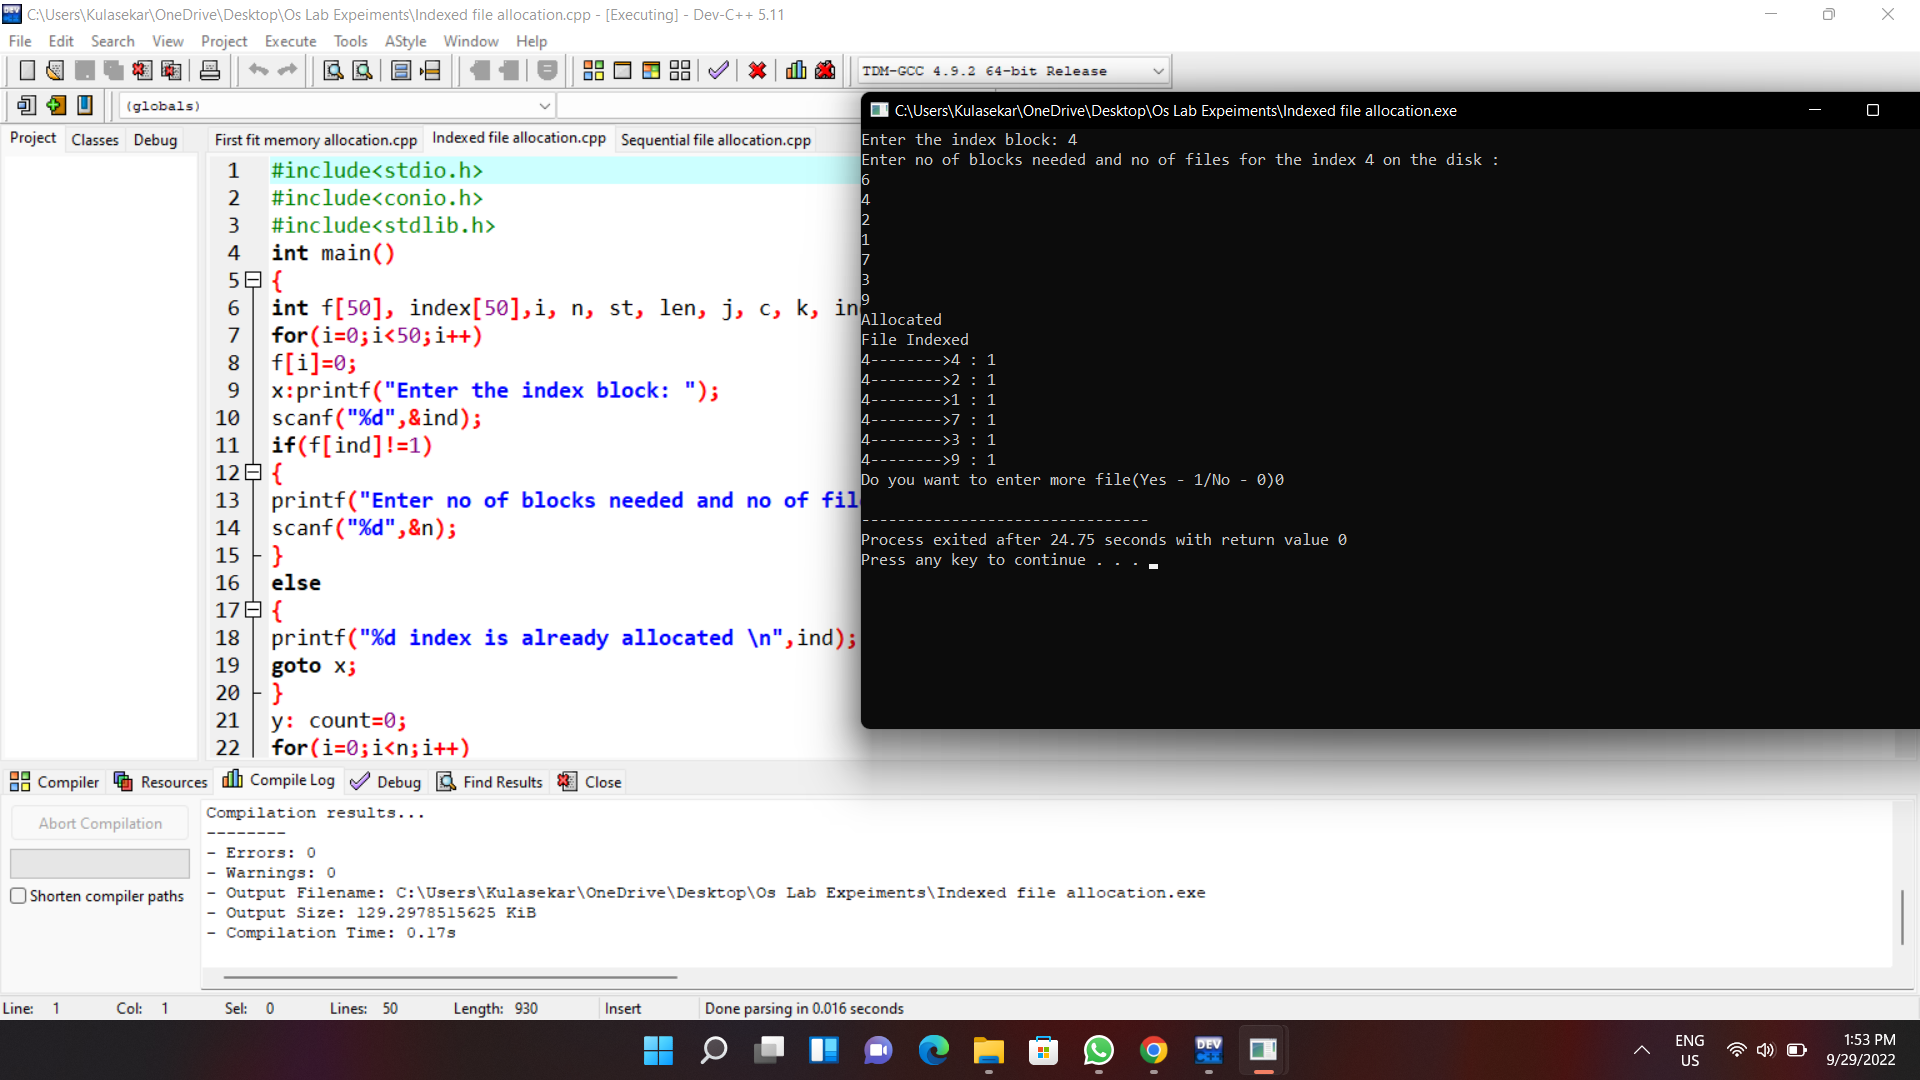 C:\Users\Kulasekar\OneDrive\Desktop\Os Lab Expeiments\Indexed file allocation.cpp - [Executing] - Dev-C++ 5.11
File Edit Search View Project Execute Tools AStyle Window Help
TDM-GCC 4.9.2 64-bit Release
(globals)
Project Classes Debug
First fit memory allocation.cpp Indexed file allocation.cpp Sequential file allocation.cpp
1 #include<stdio.h>
2 #include<conio.h>
3 #include<stdlib.h>
4 int main()
5 {
6 int f[50], index[50],i, n, st, len, j, c, k, in
7 for(i=0;i<50;i++)
8 f[i]=0;
9 x:printf("Enter the index block: ");
10 scanf("%d",&ind);
11 if(f[ind]!=1)
12 {
13 printf("Enter no of blocks needed and no of fil
14 scanf("%d",&n);
15 }
16 else
17 {
18 printf("%d index is already allocated \n",ind);
19 goto x;
20 }
21 y: count=0;
22 for(i=0;i<n;i++)
C:\Users\Kulasekar\OneDrive\Desktop\Os Lab Expeiments\Indexed file allocation.exe
Enter the index block: 4
Enter no of blocks needed and no of files for the index 4 on the disk :
6
4
2
1
7
3
9
Allocated
File Indexed
4-------->4 : 1
4-------->2 : 1
4-------->1 : 1
4-------->7 : 1
4-------->3 : 1
4-------->9 : 1
Do you want to enter more file(Yes - 1/No - 0)0
--------------------------------
Process exited after 24.75 seconds with return value 0
Press any key to continue . . .
Compiler Resources Compile Log Debug Find Results Close
Abort Compilation
Shorten compiler paths
Compilation results...
--------
- Errors: 0
- Warnings: 0
- Output Filename: C:\Users\Kulasekar\OneDrive\Desktop\Os Lab Expeiments\Indexed file allocation.exe
- Output Size: 129.2978515625 KiB
- Compilation Time: 0.17s
Line: 1 Col: 1 Sel: 0 Lines: 50 Length: 930 Insert Done parsing in 0.016 seconds
DEV
ENG
US
1:53 PM
9/29/2022